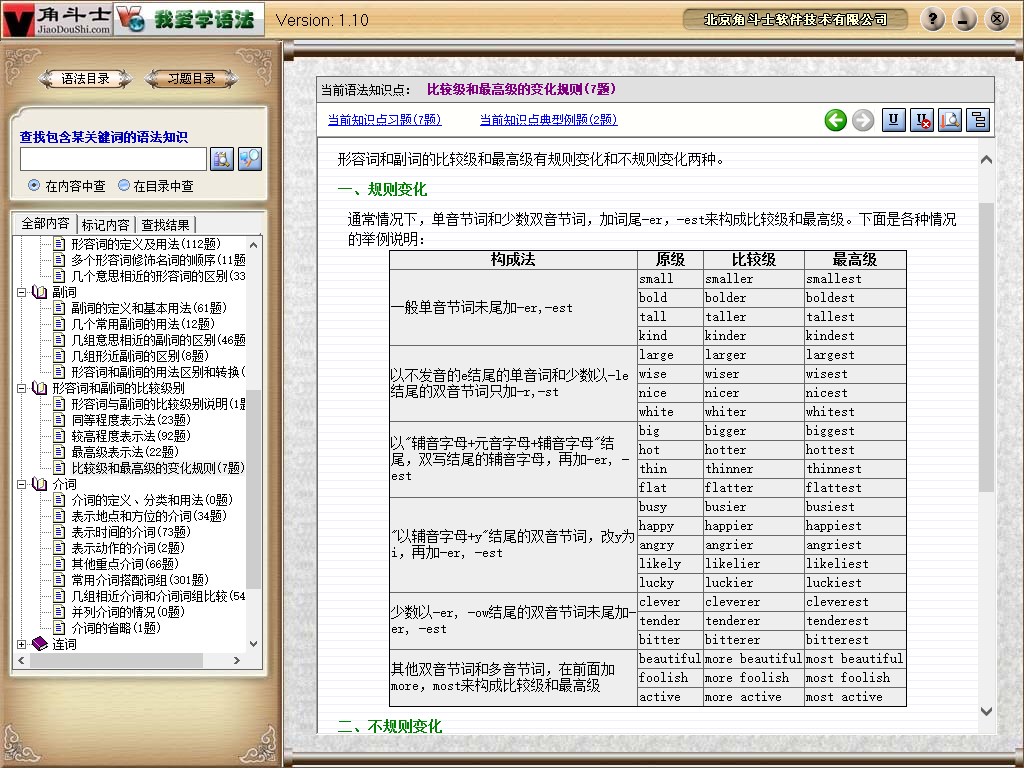 角斗士
JiaoDouShi.com
我爱学语法
Version: 1.10
北京角斗士软件技术有限公司
语法目录
习题目录
查找包含某关键词的语法知识
在内容中查
在目录中查
全部内容
标记内容
查找结果
形容词的定义及用法(112题)
多个形容词修饰名词的顺序(11题
几个意思相近的形容词的区别(33
副词
副词的定义和基本用法(61题)
几个常用副词的用法(12题)
几组意思相近的副词的区别(46题
几组形近副词的区别(8题)
形容词和副词的用法区别和转换(
形容词和副词的比较级别
形容词与副词的比较级别说明(1题
同等程度表示法(23题)
较高程度表示法(92题)
最高级表示法(22题)
比较级和最高级的变化规则(7题)
介词
介词的定义、分类和用法(0题)
表示地点和方位的介词(34题)
表示时间的介词(73题)
表示动作的介词(2题)
其他重点介词(66题)
常用介词搭配词组(301题)
几组相近介词和介词词组比较(54
并列介词的情况(0题)
介词的省略(1题)
连词
当前语法知识点: 比较级和最高级的变化规则(7题)
当前知识点习题(7题)
当前知识点典型例题(2题)
形容词和副词的比较级和最高级有规则变化和不规则变化两种。
一、规则变化
通常情况下，单音节词和少数双音节词，加词尾-er，-est来构成比较级和最高级。下面是各种情况
的举例说明：
构成法 原级 比较级 最高级
一般单音节词未尾加-er,-est
small smaller smallest
bold bolder boldest
tall taller tallest
kind kinder kindest
以不发音的e结尾的单音词和少数以-le
结尾的双音节词只加-r,-st
large larger largest
wise wiser wisest
nice nicer nicest
white whiter whitest
以"辅音字母+元音字母+辅音字母"结
尾，双写结尾的辅音字母，再加-er, -
est
big bigger biggest
hot hotter hottest
thin thinner thinnest
flat flatter flattest
"以辅音字母+y"结尾的双音节词，改y为
i，再加-er, -est
busy busier busiest
happy happier happiest
angry angrier angriest
likely likelier likeliest
lucky luckier luckiest
少数以-er, -ow结尾的双音节词未尾加-
er, -est
clever cleverer cleverest
tender tenderer tenderest
bitter bitterer bitterest
其他双音节词和多音节词，在前面加
more，most来构成比较级和最高级
beautiful more beautiful most beautiful
foolish more foolish most foolish
active more active most active
二、不规则变化